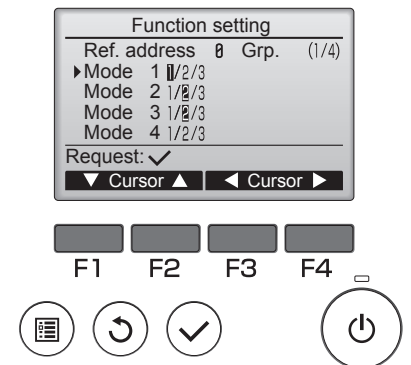 Function setting
Ref. address 0 Grp. (1/4)
▶Mode 1 1/2/3
Mode 2 1/2/3
Mode 3 1/2/3
Mode 4 1/2/3
Request: ✓
▼ Cursor ▲ ◀ Cursor ▶
F1 F2 F3 F4